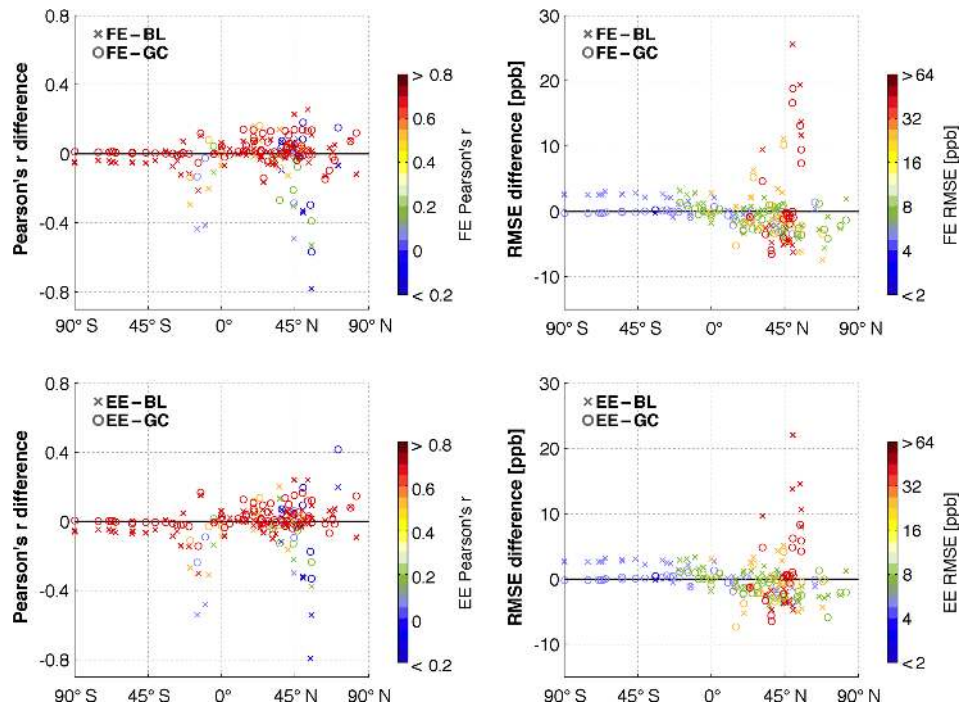 0.8
0.4
0
-0.4
-0.8
Pearson's r difference
× FE-BL
○ FE-GC
90° S
45° S
0°
45° N
90° N
> 0.8
0.6
0.4
0.2
0
< 0.2
FE Pearson's r
30
20
10
0
-10
RMSE difference [ppb]
× FE-BL
○ FE-GC
90° S
45° S
0°
45° N
90° N
>64
32
16
8
4
<2
FE RMSE [ppb]
0.8
0.4
0
-0.4
-0.8
Pearson's r difference
× EE-BL
○ EE-GC
90° S
45° S
0°
45° N
90° N
> 0.8
0.6
0.4
0.2
0
< 0.2
EE Pearson's r
30
20
10
0
-10
RMSE difference [ppb]
× EE-BL
○ EE-GC
90° S
45° S
0°
45° N
90° N
>64
32
16
8
4
<2
EE RMSE [ppb]